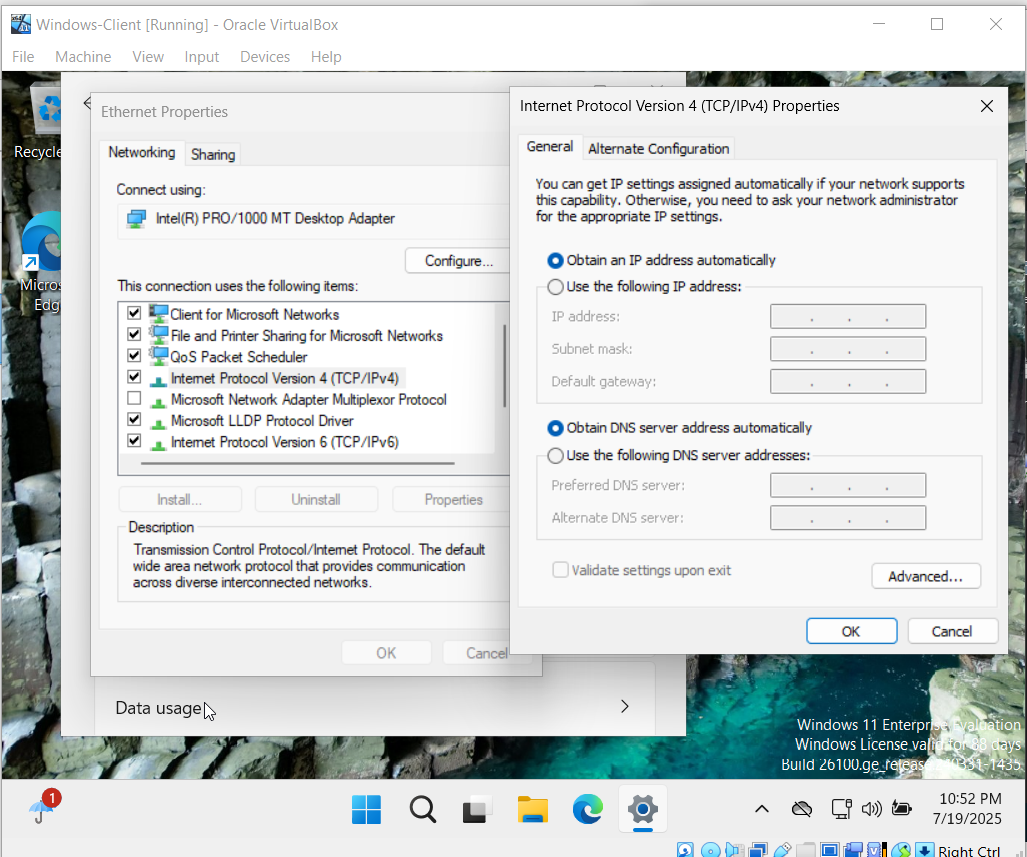 Windows-Client [Running] - Oracle VirtualBox
File Machine View Input Devices Help
Recycle
Micros
Edg
Ethernet Properties
Networking Sharing
Connect using:
Intel(R) PRO/1000 MT Desktop Adapter
Configure...
This connection uses the following items:
Client for Microsoft Networks
File and Printer Sharing for Microsoft Networks
QoS Packet Scheduler
Internet Protocol Version 4 (TCP/IPv4)
Microsoft Network Adapter Multiplexor Protocol
Microsoft LLDP Protocol Driver
Internet Protocol Version 6 (TCP/IPv6)
Install... Uninstall Properties
Description
Transmission Control Protocol/Internet Protocol. The default
wide area network protocol that provides communication
across diverse interconnected networks.
OK Cancel
Data usage
Internet Protocol Version 4 (TCP/IPv4) Properties
General Alternate Configuration
You can get IP settings assigned automatically if your network supports
this capability. Otherwise, you need to ask your network administrator
for the appropriate IP settings.
Obtain an IP address automatically
Use the following IP address:
IP address:
Subnet mask:
Default gateway:
Obtain DNS server address automatically
Use the following DNS server addresses:
Preferred DNS server:
Alternate DNS server:
Validate settings upon exit
Advanced...
OK Cancel
Windows 11 Enterprise Evaluation
Windows License valid for 88 days
Build 26100.ge_release.240331-1435
1
10:52 PM
7/19/2025
Right Ctrl